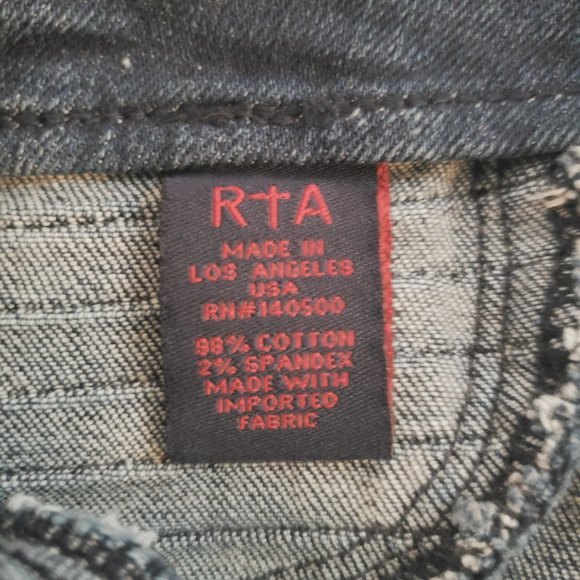 R†A
MADE IN
LOS ANGELES
USA
RN#140500
98% COTTON
2% SPANDEX
MADE WITH
IMPORTED
FABRIC